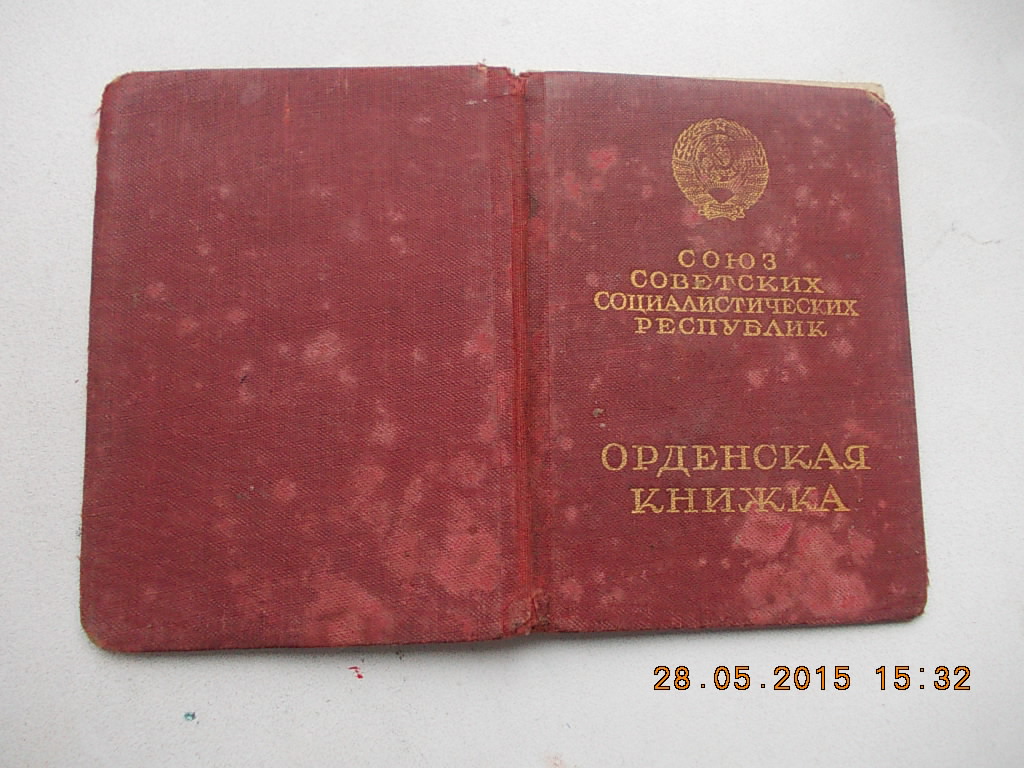 СОЮЗ
СОВЕТСКИХ
СОЦИАЛИСТИЧЕСКИХ
РЕСПУБЛИК
ОРДЕНСКАЯ
КНИЖКА
28.05.2015 15:32